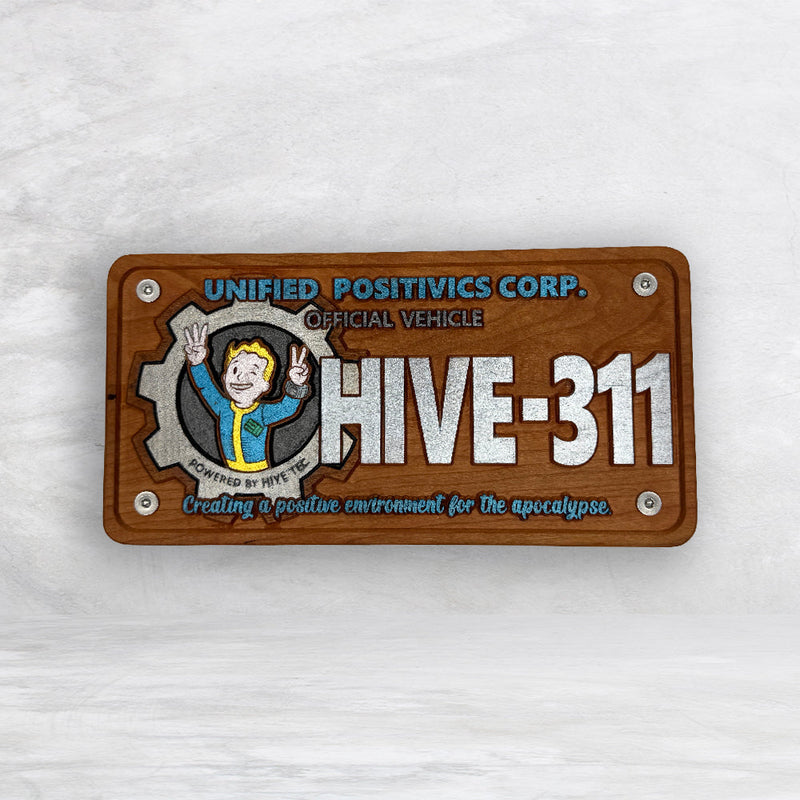 UNIFIED POSITIVICS CORP.
OFFICIAL VEHICLE
HIVE-311
POWERED BY HIVE-TEC
Creating a positive environment for the apocalypse.